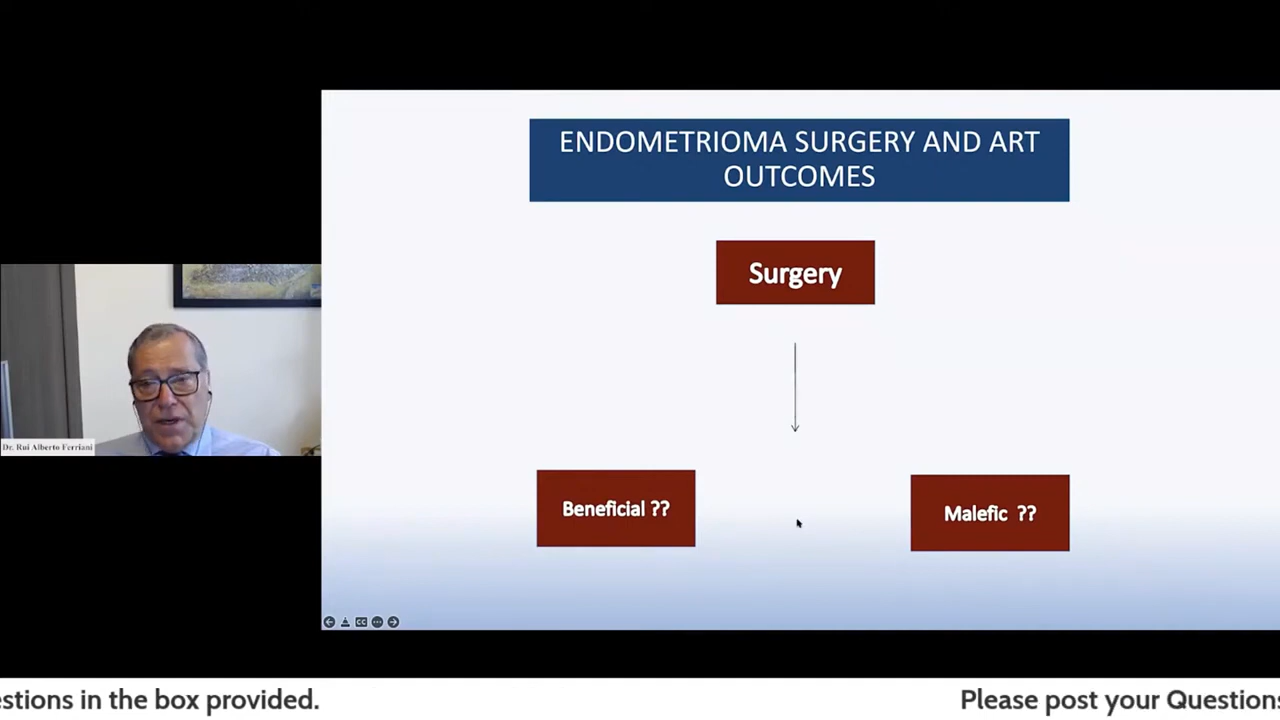 ENDOMETRIOMA SURGERY AND ART
OUTCOMES
Surgery
Beneficial ??
Malefic ??
Dr. Rui Alberto Ferriani
CC
estions in the box provided.
Please post your Questions